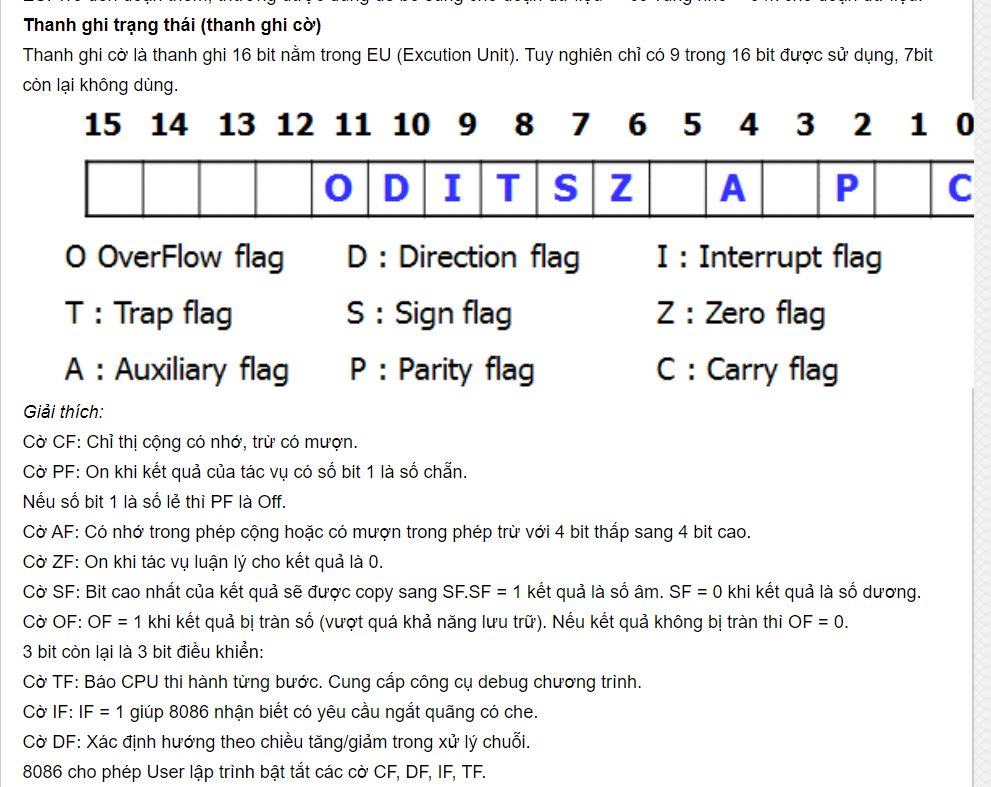 Thanh ghi trạng thái (thanh ghi cờ)
Thanh ghi cờ là thanh ghi 16 bit nằm trong EU (Excution Unit). Tuy nghiên chỉ có 9 trong 16 bit được sử dụng, 7bit
còn lại không dùng.
15 14 13 12 11 10 9 8 7 6 5 4 3 2 1 0
O D I T S Z A P C
O OverFlow flag D : Direction flag I : Interrupt flag
T : Trap flag S : Sign flag Z : Zero flag
A : Auxiliary flag P : Parity flag C : Carry flag
Giải thích:
Cờ CF: Chỉ thị cộng có nhớ, trừ có mượn.
Cờ PF: On khi kết quả của tác vụ có số bit 1 là số chẵn.
Nếu số bit 1 là số lẻ thì PF là Off.
Cờ AF: Có nhớ trong phép cộng hoặc có mượn trong phép trừ với 4 bit thấp sang 4 bit cao.
Cờ ZF: On khi tác vụ luận lý cho kết quả là 0.
Cờ SF: Bit cao nhất của kết quả sẽ được copy sang SF.SF = 1 kết quả là số âm. SF = 0 khi kết quả là số dương.
Cờ OF: OF = 1 khi kết quả bị tràn số (vượt quá khả năng lưu trữ). Nếu kết quả không bị tràn thì OF = 0.
3 bit còn lại là 3 bit điều khiển:
Cờ TF: Báo CPU thi hành từng bước. Cung cấp công cụ debug chương trình.
Cờ IF: IF = 1 giúp 8086 nhận biết có yêu cầu ngắt quãng có che.
Cờ DF: Xác định hướng theo chiều tăng/giảm trong xử lý chuỗi.
8086 cho phép User lập trình bật tắt các cờ CF, DF, IF, TF.